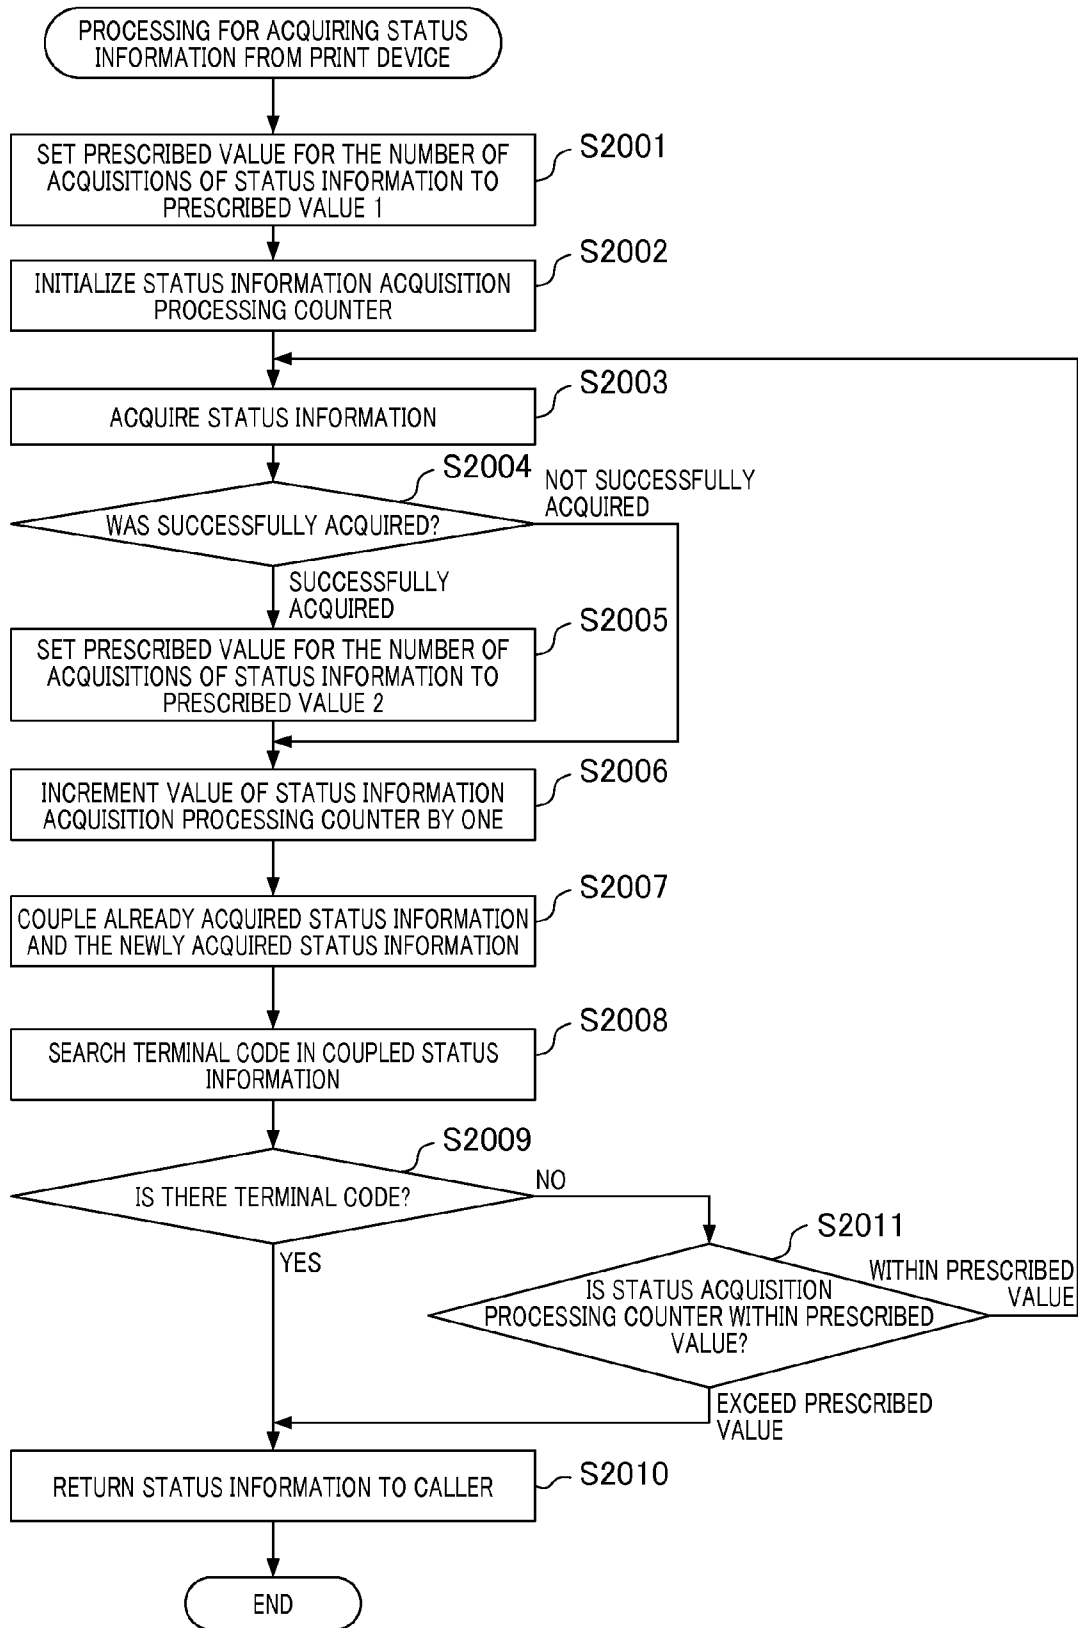 PROCESSING FOR ACQUIRING STATUS
INFORMATION FROM PRINT DEVICE
S2001
SET PRESCRIBED VALUE FOR THE NUMBER OF
ACQUISITIONS OF STATUS INFORMATION TO
PRESCRIBED VALUE 1
S2002
INITIALIZE STATUS INFORMATION ACQUISITION
PROCESSING COUNTER
S2003
ACQUIRE STATUS INFORMATION
S2004
NOT SUCCESSFULLY
ACQUIRED
WAS SUCCESSFULLY ACQUIRED?
SUCCESSFULLY
ACQUIRED
S2005
SET PRESCRIBED VALUE FOR THE NUMBER OF
ACQUISITIONS OF STATUS INFORMATION TO
PRESCRIBED VALUE 2
S2006
INCREMENT VALUE OF STATUS INFORMATION
ACQUISITION PROCESSING COUNTER BY ONE
S2007
COUPLE ALREADY ACQUIRED STATUS INFORMATION
AND THE NEWLY ACQUIRED STATUS INFORMATION
S2008
SEARCH TERMINAL CODE IN COUPLED STATUS
INFORMATION
S2009
IS THERE TERMINAL CODE?
NO
YES
S2011
WITHIN PRESCRIBED
VALUE
IS STATUS ACQUISITION
PROCESSING COUNTER WITHIN PRESCRIBED
VALUE?
EXCEED PRESCRIBED
VALUE
S2010
RETURN STATUS INFORMATION TO CALLER
END